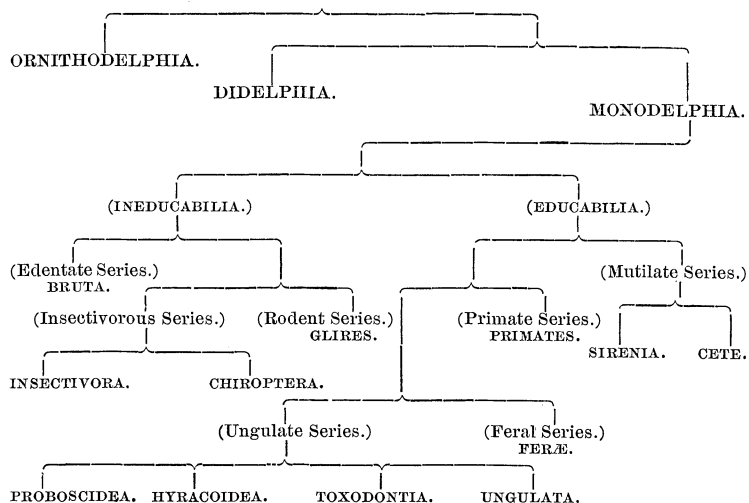 ORNITHODELPHIA.
DIDELPHIA.
MONODELPHIA.
(INEDUCABILIA.)
(EDUCABILIA.)
(Edentate Series.)
BRUTA.
(Mutilate Series.)
(Insectivorous Series.)
(Rodent Series.)
GLIRES.
(Primate Series.)
PRIMATES.
SIRENIA.
CETE.
INSECTIVORA.
CHIROPTERA.
(Ungulate Series.)
(Feral Series.)
FERÆ.
PROBOSCIDEA.
HYRACOIDEA.
TOXODONTIA.
UNGULATA.